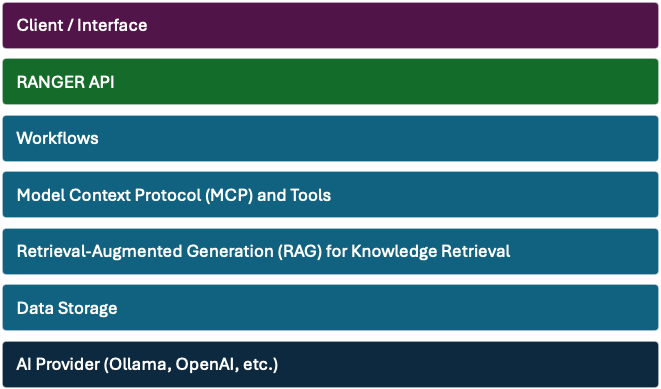 Client / Interface
RANGER API
Workflows
Model Context Protocol (MCP) and Tools
Retrieval-Augmented Generation (RAG) for Knowledge Retrieval
Data Storage
AI Provider (Ollama, OpenAI, etc.)